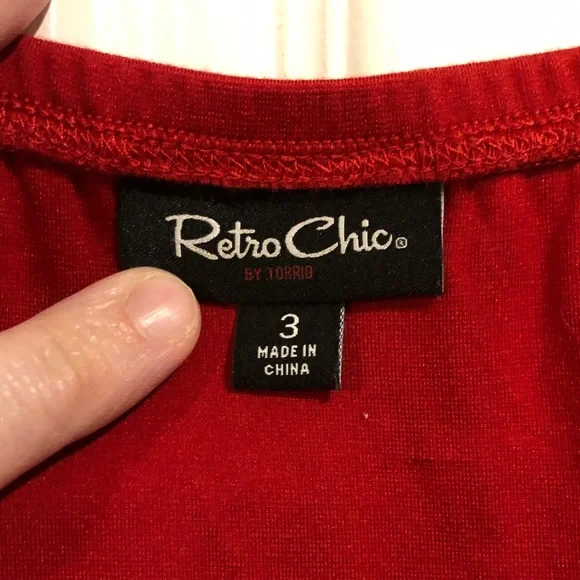 Retro Chic®
BY TORRID
3
MADE IN
CHINA